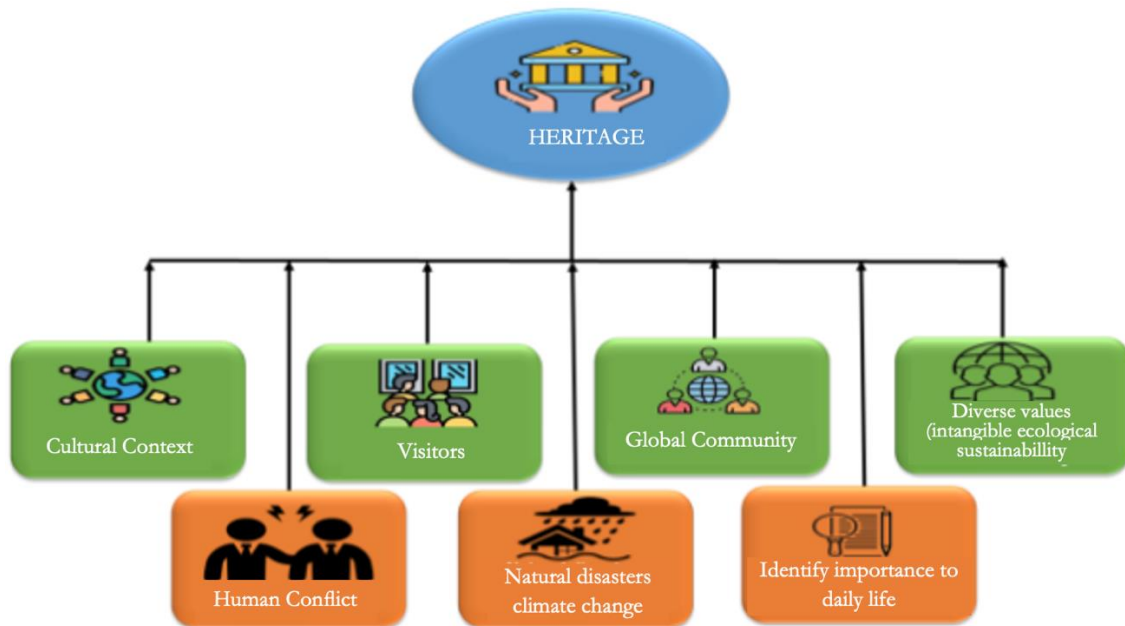 HERITAGE
Cultural Context
Visitors
Global Community
Diverse values
(intangible ecological
sustainabillity
Human Conflict
Natural disasters
climate change
Identify importance to
daily life